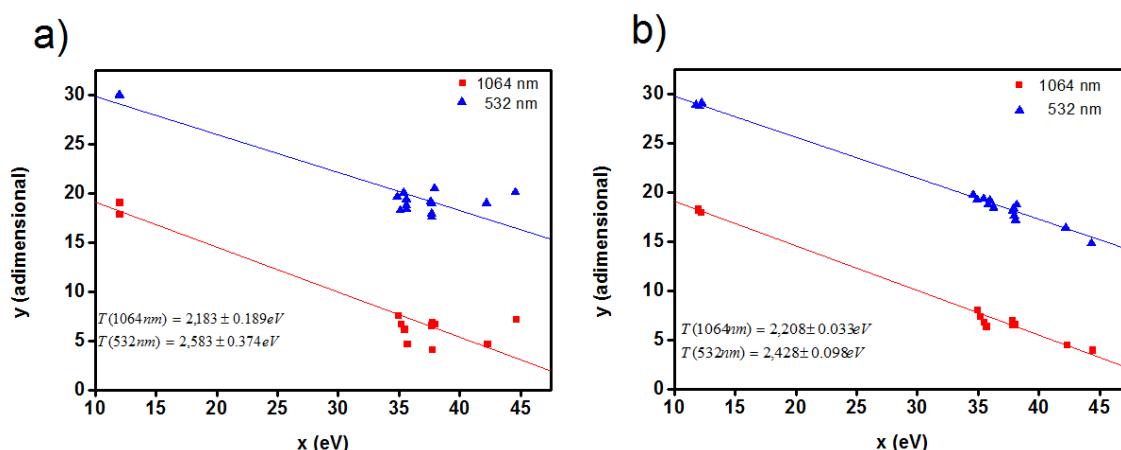 a)
1064 nm
532 nm
30
25
20
15
10
5
0
y (adimensional)
T(1064nm) = 2,183 ± 0.189eV
T(532nm) = 2,583 ± 0.374eV
10 15 20 25 30 35 40 45
x (eV)
b)
1064 nm
532 nm
30
25
20
15
10
5
0
y (adimensional)
T(1064nm) = 2,208 ± 0.033eV
T(532nm) = 2,428 ± 0.098eV
10 15 20 25 30 35 40 45
x (eV)